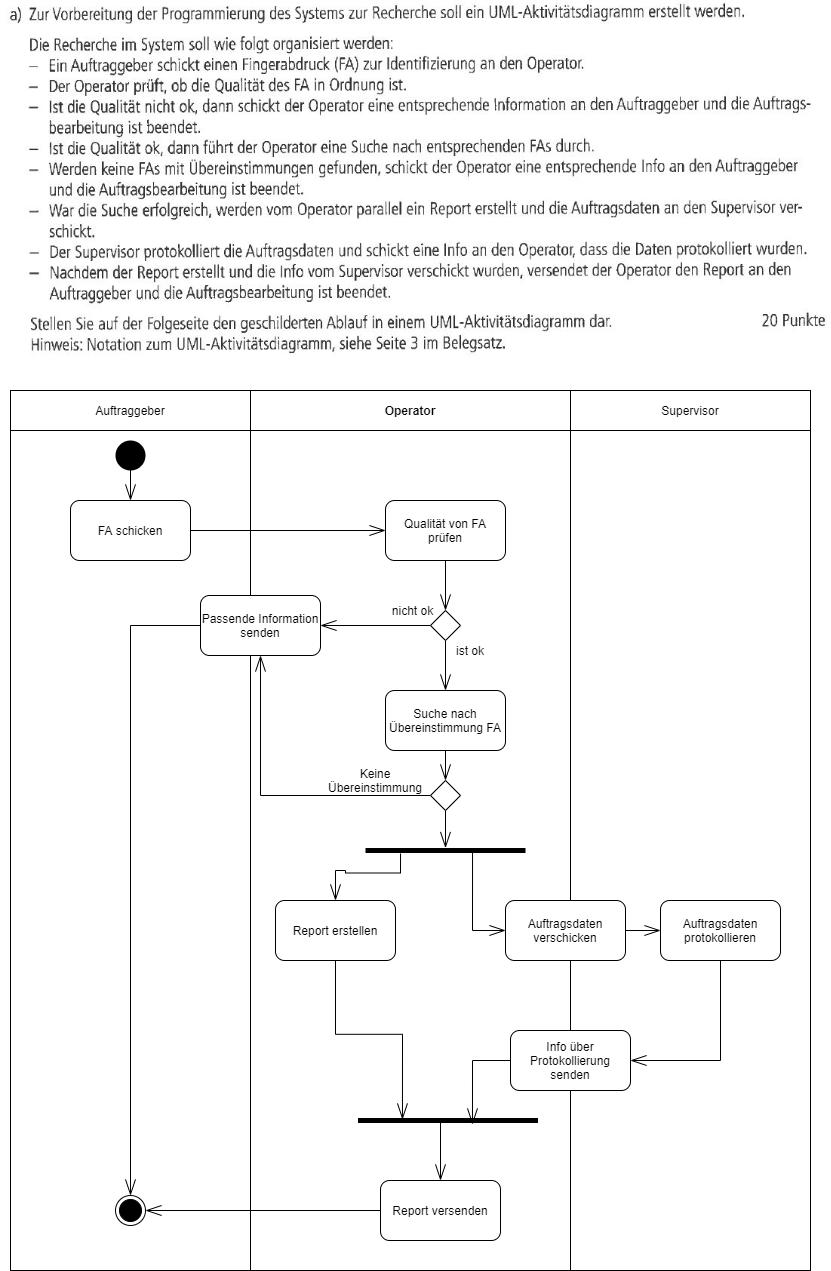 a) Zur Vorbereitung der Programmierung des Systems zur Recherche soll ein UML-Aktivitätsdiagramm erstellt werden.
Die Recherche im System soll wie folgt organisiert werden:
– Ein Auftraggeber schickt einen Fingerabdruck (FA) zur Identifizierung an den Operator.
– Der Operator prüft, ob die Qualität des FA in Ordnung ist.
– Ist die Qualität nicht ok, dann schickt der Operator eine entsprechende Information an den Auftraggeber und die Auftrags-
bearbeitung ist beendet.
– Ist die Qualität ok, dann führt der Operator eine Suche nach entsprechenden FAs durch.
– Werden keine FAs mit Übereinstimmungen gefunden, schickt der Operator eine entsprechende Info an den Auftraggeber
und die Auftragsbearbeitung ist beendet.
– War die Suche erfolgreich, werden vom Operator parallel ein Report erstellt und die Auftragsdaten an den Supervisor ver-
schickt.
– Der Supervisor protokolliert die Auftragsdaten und schickt eine Info an den Operator, dass die Daten protokolliert wurden.
– Nachdem der Report erstellt und die Info vom Supervisor verschickt wurden, versendet der Operator den Report an den
Auftraggeber und die Auftragsbearbeitung ist beendet.
Stellen Sie auf der Folgeseite den geschilderten Ablauf in einem UML-Aktivitätsdiagramm dar. 20 Punkte
Hinweis: Notation zum UML-Aktivitätsdiagramm, siehe Seite 3 im Belegsatz.
Auftraggeber
Operator
Supervisor
FA schicken
Qualität von FA
prüfen
nicht ok
Passende Information
senden
ist ok
Suche nach
Übereinstimmung FA
Keine
Übereinstimmung
Report erstellen
Auftragsdaten
verschicken
Auftragsdaten
protokollieren
Info über
Protokollierung
senden
Report versenden